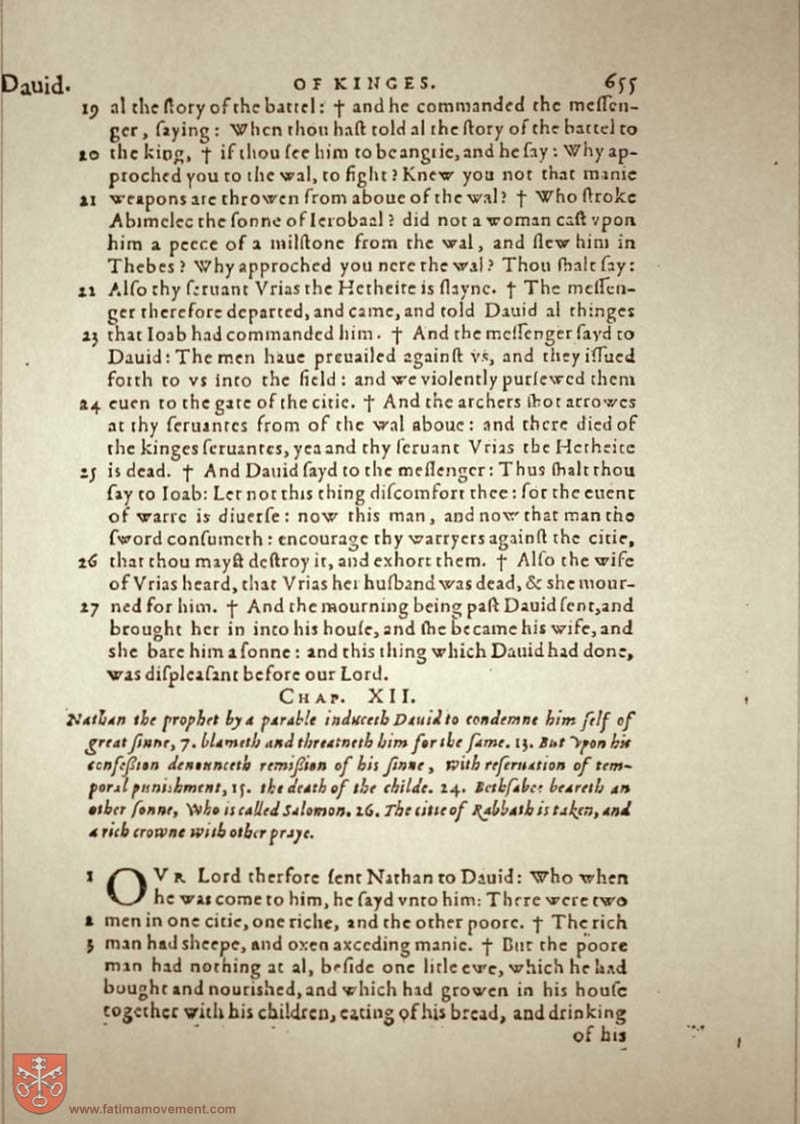 Dauid. OF KINGES. 655
19 al the ſtory of the battel: † and he commanded the meſſen-
ger, ſaying: When thou haſt told al the ſtory of the battel to
20 the king, † if thou ſee him to be angrie, and he ſay: Why ap-
proched you to the wal, to fight? Knew you not that manie
21 weapons are throwen from aboue of the wal? † Who ſtroke
Abimelec the ſonne of Ierobaal? did not a woman caſt vpon
him a peece of a milſtone from the wal, and ſlew him in
Thebes? Why approched you nere the wal? Thou ſhalt ſay:
22 Alſo thy ſeruant Vrias the Hetheite is ſlayne. † The meſſen-
ger therefore departed, and came, and told Dauid al thinges
23 that Ioab had commanded him. † And the meſſenger ſayd to
Dauid: The men haue preuailed againſt vs, and they iſſued
forth to vs into the field: and we violently purſewed them
24 euen to the gate of the citie. † And the archers ſhot arrowes
at thy ſeruantes from of the wal aboue: and there died of
the kinges ſeruantes, yea and thy ſeruant Vrias the Hetheite
25 is dead. † And Dauid ſayd to the meſſenger: Thus ſhalt thou
ſay to Ioab: Let not this thing diſcomfort thee: for the euent
of warre is diuerſe: now this man, and now that man the
ſword conſumeth: encourage thy warryers againſt the citie,
26 that thou mayſt deſtroy it, and exhort them. † Alſo the wife
of Vrias heard, that Vrias her huſband was dead, & she mour-
27 ned for him. † And the mourning being paſt Dauid ſent, and
brought her in into his houſe, and ſhe became his wife, and
she bare him a ſonne: and this thing which Dauid had done,
was diſpleaſant before our Lord.
CHAP. XII.
Nathan the prophet by a parable induceth Dauid to condemne him ſelf of
great ſinne, 7. blameth and threatneth him for the ſame. 13. But vpon his
confeſſion denounceth remiſſion of his ſinne, with reſeruation of tem-
poral punishment, 15. the death of the childe. 24. Bethſabee beareth an
other ſonne, Who is called Salomon. 26. The citie of Rabbath is taken, and
a rich crowne with other praye.
1 OVR Lord therfore ſent Nathan to Dauid: Who when
he was come to him, he ſayd vnto him: There were two
2 men in one citie, one riche, and the other poore. † The rich
3 man had sheepe, and oxen axceding manie. † But the poore
man had nothing at al, beſide one litle ewe, which he had
bought and nourished, and which had growen in his houſe
together with his children, eating of his bread, and drinking
of his
www.fatimamovement.com